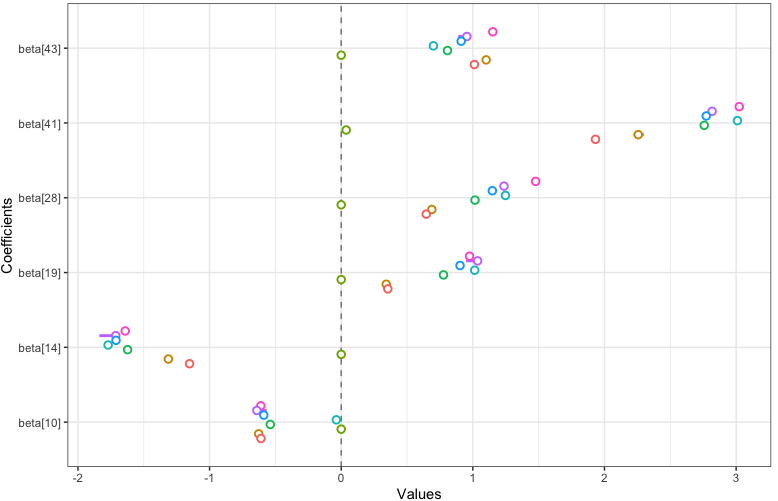 beta[43]
beta[41]
beta[28]
beta[19]
beta[14]
beta[10]
Coefficients
-2 -1 0 1 2 3
Values